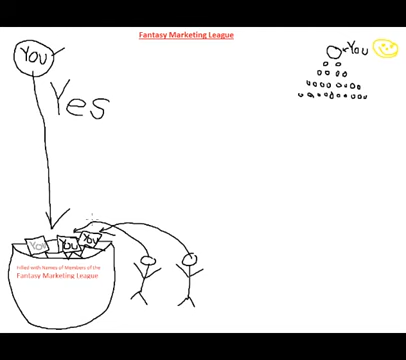 Fantasy Marketing League
YOU
YOU
Yes
YOU
YOU
YOU
Filled with Names of Members of the
Fantasy Marketing League